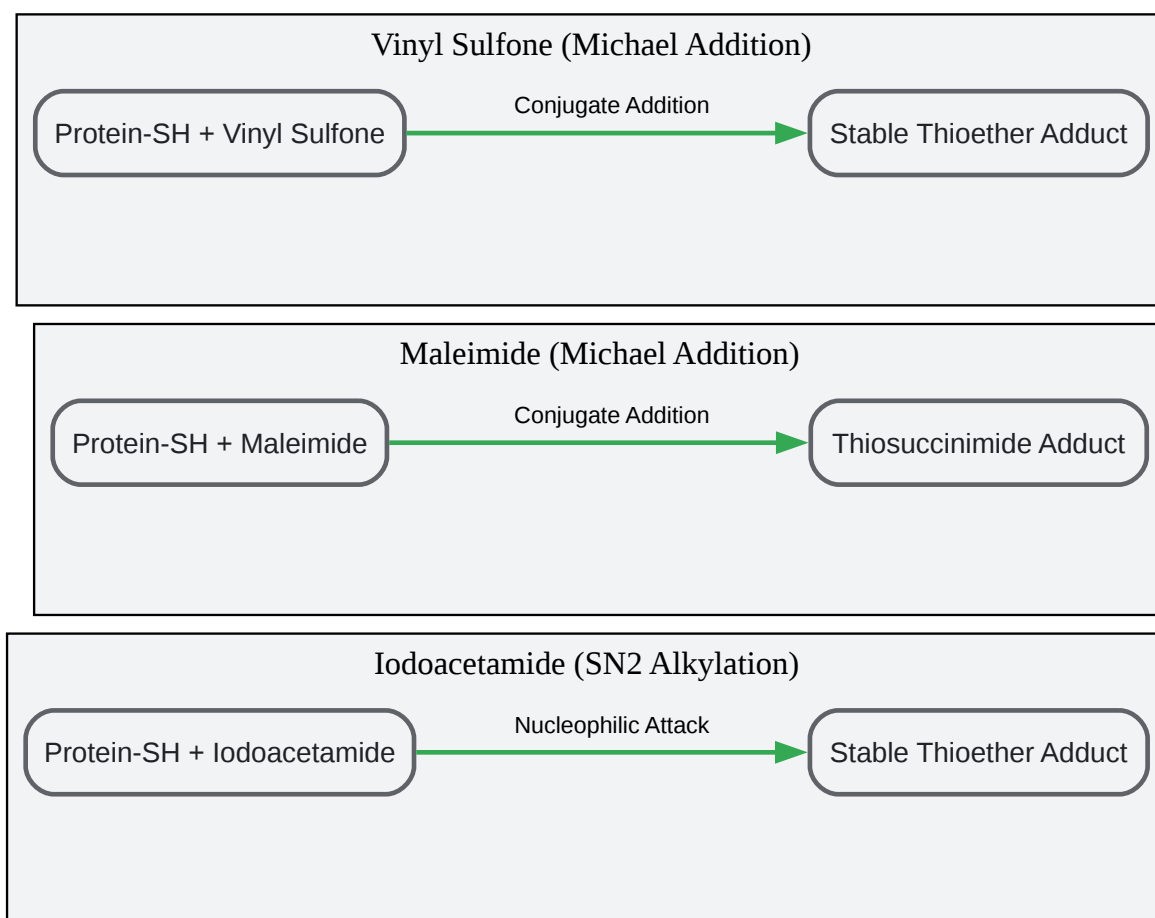 Vinyl Sulfone (Michael Addition)
Conjugate Addition
Protein-SH + Vinyl Sulfone
Stable Thioether Adduct
Maleimide (Michael Addition)
Conjugate Addition
Protein-SH + Maleimide
Thiosuccinimide Adduct
Iodoacetamide (SN2 Alkylation)
Nucleophilic Attack
Protein-SH + Iodoacetamide
Stable Thioether Adduct